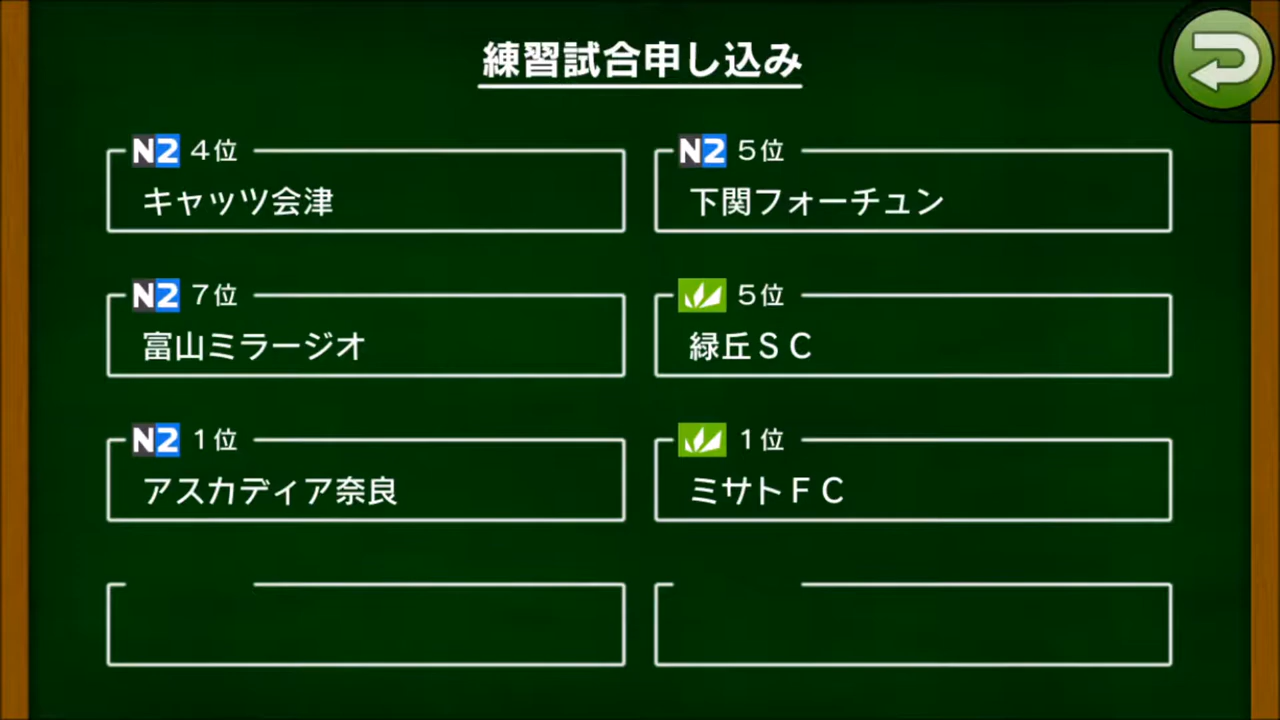 練習試合申し込み
N2 4位
キャッツ会津
N2 5位
下関フォーチュン
N2 7位
富山ミラージオ
5位
緑丘ＳＣ
N2 1位
アスカディア奈良
1位
ミサトＦＣ